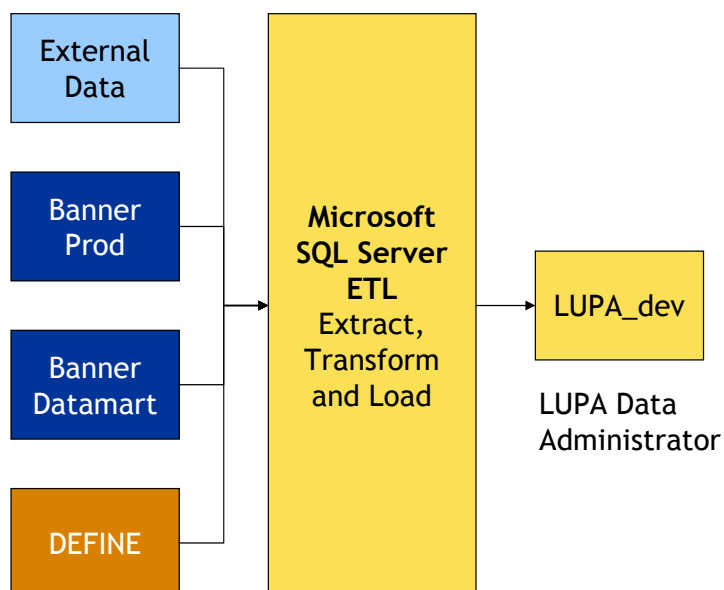 External
Data
Banner
Prod
Banner
Datamart
DEFINE
Microsoft
SQL Server
ETL
Extract,
Transform
and Load
LUPA_dev
LUPA Data
Administrator